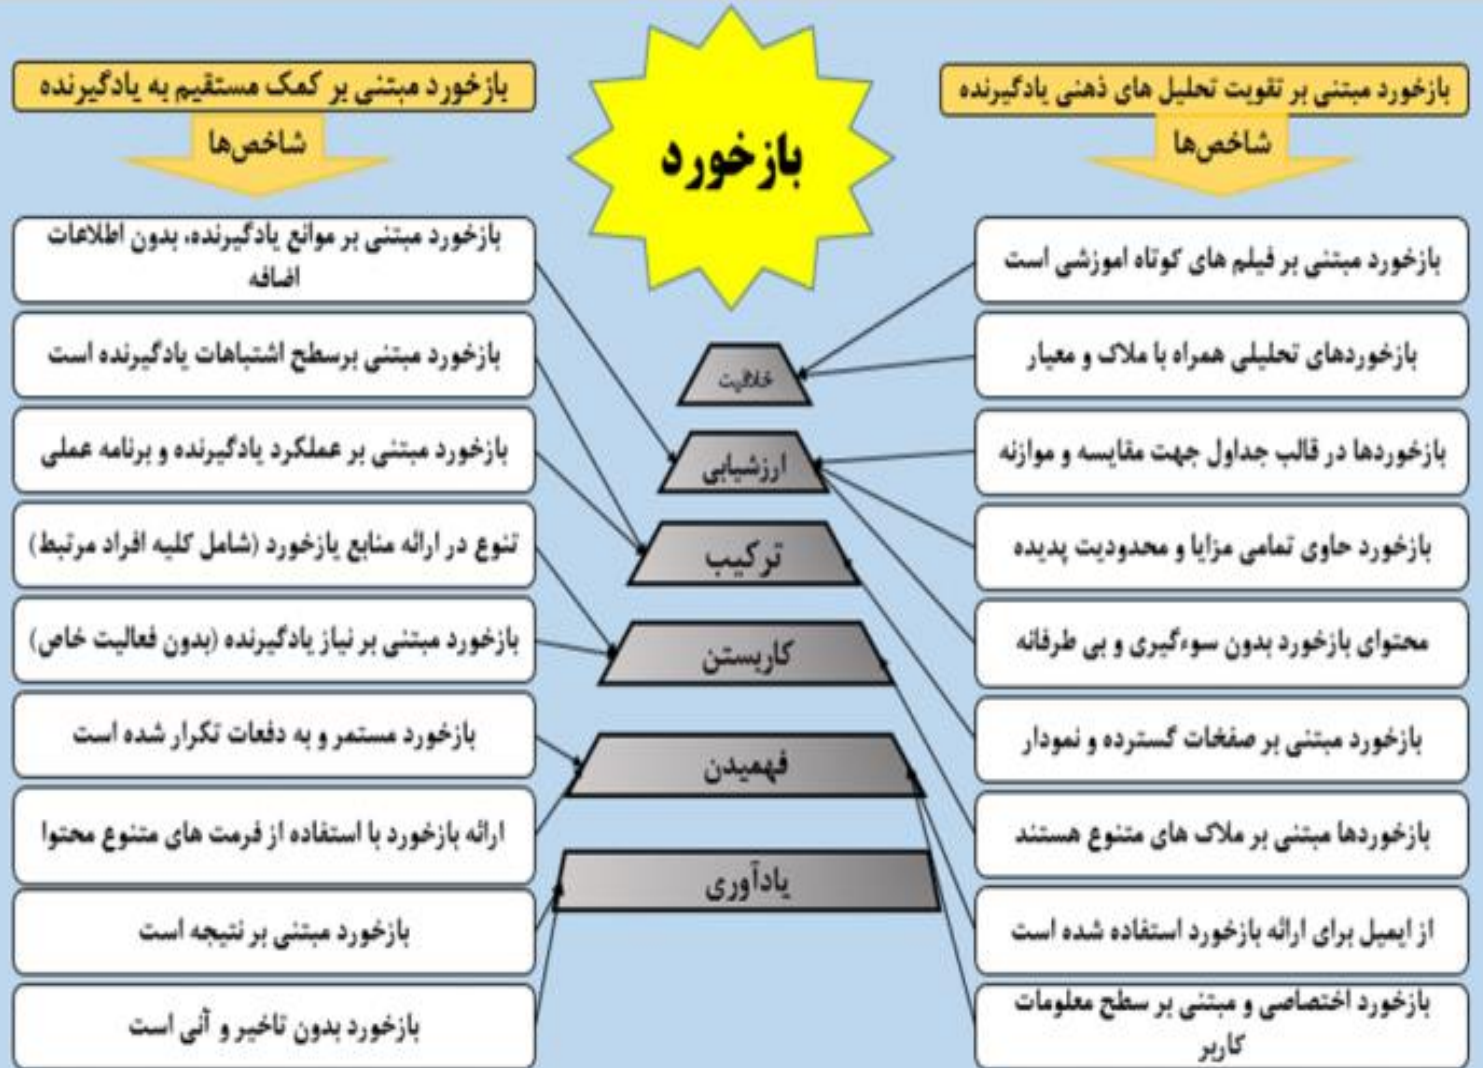 بازخورد
بازخورد مبتنی بر تقویت تحلیل های ذهنی یادگیرنده
شاخص‌ها
بازخورد مبتنی بر فیلم های کوتاه اموزشی است
بازخوردهای تحلیلی همراه با ملاک و معیار
بازخوردها در قالب جداول جهت مقایسه و موازنه
بازخورد حاوی تمامی مزایا و محدودیت پدیده
محتوای بازخورد بدون سوءگیری و بی طرفانه
بازخورد مبتنی بر صفخات گسترده و نمودار
بازخوردها مبتنی بر ملاک های متنوع هستند
از ایمیل برای ارائه بازخورد استفاده شده است
بازخورد اختصاصی و مبتنی بر سطح معلومات
کاربر
خلاقیت
ارزشیابی
ترکیب
کاربستن
فهمیدن
یادآوری
بازخورد مبتنی بر کمک مستقیم به یادگیرنده
شاخص‌ها
بازخورد مبتنی بر موانع یادگیرنده، بدون اطلاعات
اضافه
بازخورد مبتنی برسطح اشتباهات یادگیرنده است
بازخورد مبتنی بر عملکرد یادگیرنده و برنامه عملی
تنوع در ارائه منابع بازخورد (شامل کلیه افراد مرتبط)
بازخورد مبتنی بر نیاز یادگیرنده (بدون فعالیت خاص)
بازخورد مستمر و به دفعات تکرار شده است
ارائه بازخورد با استفاده از فرمت های متنوع محتوا
بازخورد مبتنی بر نتیجه است
بازخورد بدون تاخیر و آنی است